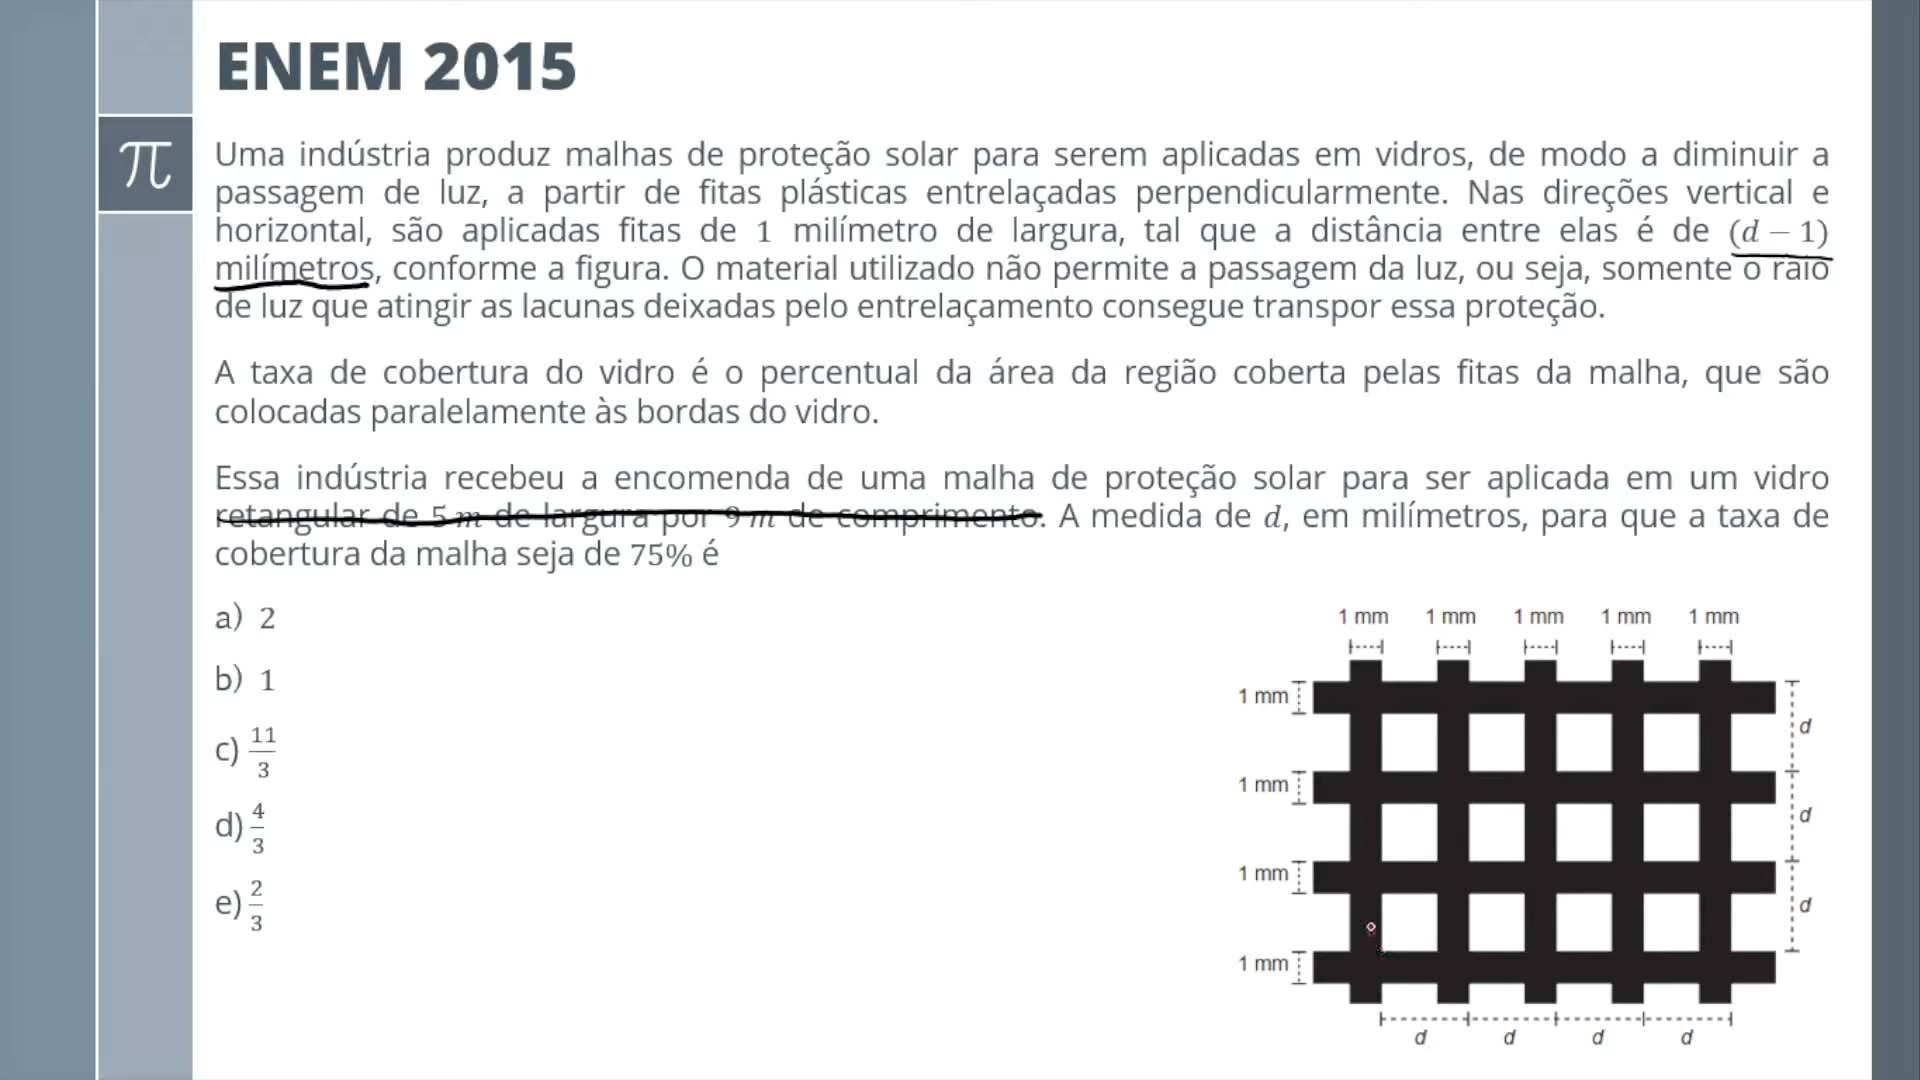 ENEM 2015
π
Uma indústria produz malhas de proteção solar para serem aplicadas em vidros, de modo a diminuir a
passagem de luz, a partir de fitas plásticas entrelaçadas perpendicularmente. Nas direções vertical e
horizontal, são aplicadas fitas de 1 milímetro de largura, tal que a distância entre elas é de (d − 1)
milímetros, conforme a figura. O material utilizado não permite a passagem da luz, ou seja, somente o raio
de luz que atingir as lacunas deixadas pelo entrelaçamento consegue transpor essa proteção.
A taxa de cobertura do vidro é o percentual da área da região coberta pelas fitas da malha, que são
colocadas paralelamente às bordas do vidro.
Essa indústria recebeu a encomenda de uma malha de proteção solar para ser aplicada em um vidro
retangular de 5 m de largura por 9 m de comprimento. A medida de d, em milímetros, para que a taxa de
cobertura da malha seja de 75% é
a) 2
b) 1
c) 11/3
d) 4/3
e) 2/3
1 mm 1 mm 1 mm 1 mm 1 mm
1 mm
d
1 mm
d
1 mm
d
1 mm
d d d d